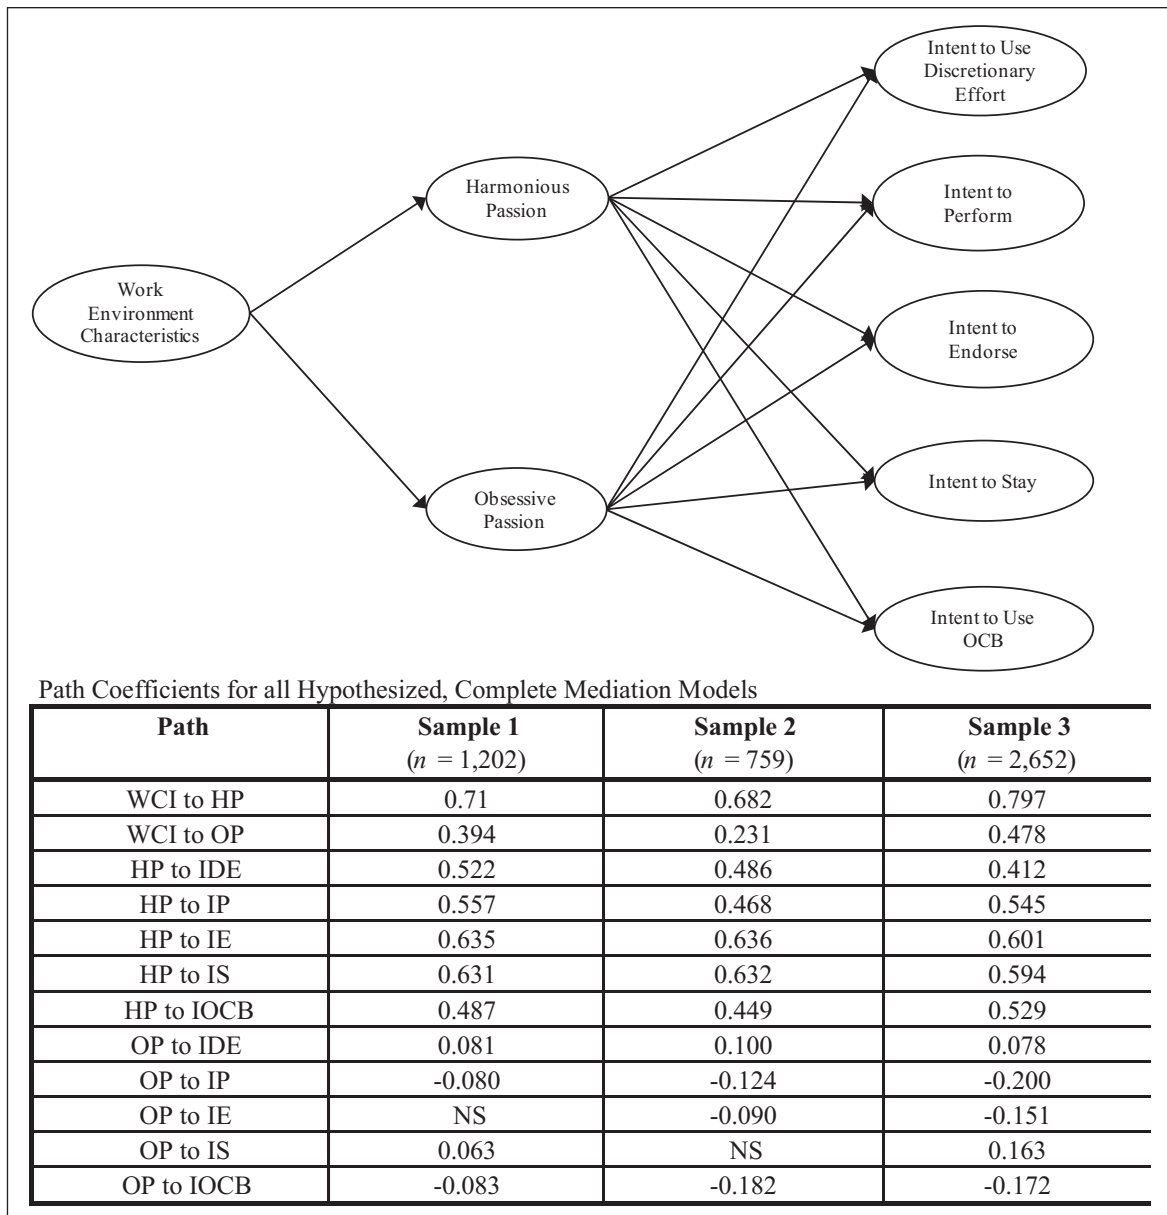 Intent to Use
Discretionary
Effort
Harmonious
Passion
Intent to
Perform
Work
Environment
Characteristics
Intent to
Endorse
Obsessive
Passion
Intent to Stay
Intent to Use
OCB
Path Coefficients for all Hypothesized, Complete Mediation Models
Path Sample 1 Sample 2 Sample 3
(n = 1,202) (n = 759) (n = 2,652)
WCI to HP 0.71 0.682 0.797
WCI to OP 0.394 0.231 0.478
HP to IDE 0.522 0.486 0.412
HP to IP 0.557 0.468 0.545
HP to IE 0.635 0.636 0.601
HP to IS 0.631 0.632 0.594
HP to IOCB 0.487 0.449 0.529
OP to IDE 0.081 0.100 0.078
OP to IP -0.080 -0.124 -0.200
OP to IE NS -0.090 -0.151
OP to IS 0.063 NS 0.163
OP to IOCB -0.083 -0.182 -0.172